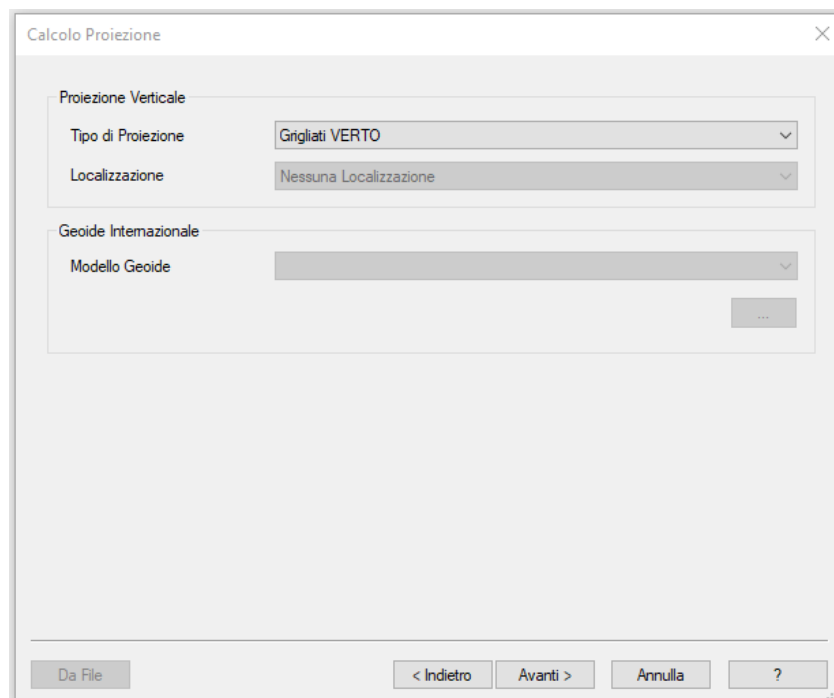 Calcolo Proiezione
Proiezione Verticale
Tipo di Proiezione Grigliati VERTO
Localizzazione Nessuna Localizzazione
Geoide Internazionale
Modello Geoide
...
Da File < Indietro Avanti > Annulla ?